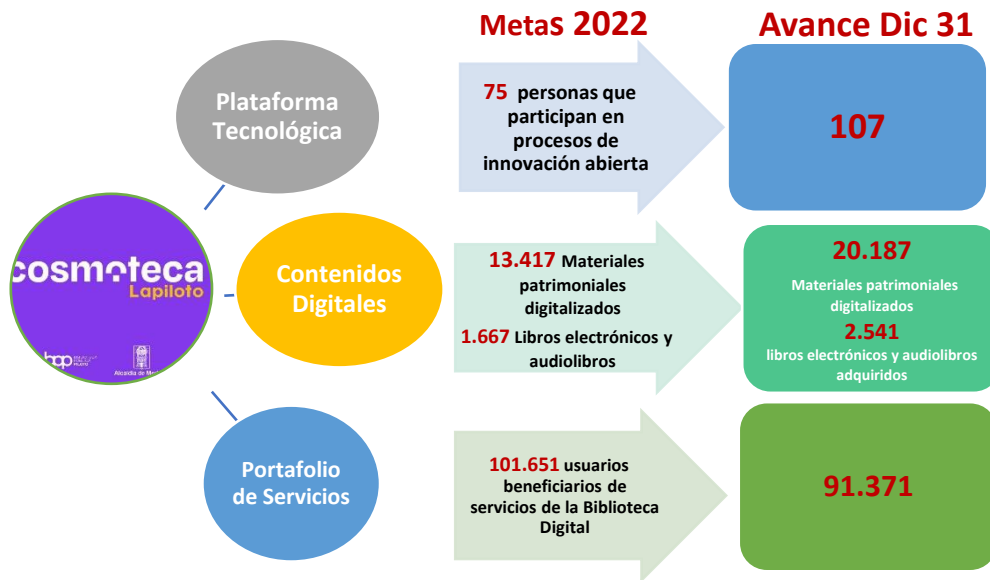 Metas 2022
Avance Dic 31
Plataforma
Tecnológica
75 personas que
participan en
procesos de
innovación abierta
107
cosmoteca
Lapiloto
bpp
Alcaldía de Me
Contenidos
Digitales
13.417 Materiales
patrimoniales
digitalizados
1.667 Libros electrónicos y
audiolibros
20.187
Materiales patrimoniales
digitalizados
2.541
libros electrónicos y audiolibros
adquiridos
Portafolio
de Servicios
101.651 usuarios
beneficiarios de
servicios de la Biblioteca
Digital
91.371